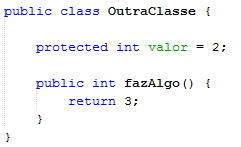 public class OutraClasse {
protected int valor = 2;
public int fazAlgo() {
return 3;
}
}